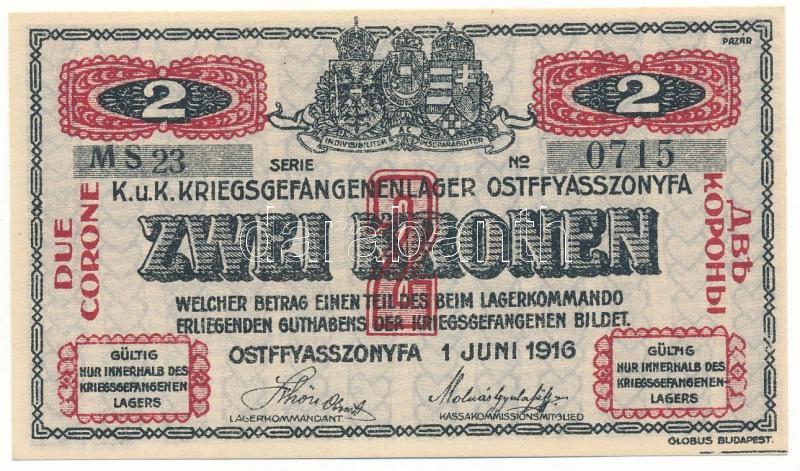 PAZÁR
2
2
INDIVISIBILITER AC INSEPARABILITER
MS 23
SERIE
No
0715
K.u.K. KRIEGSGEFANGENENLAGER OSTFFYASSZONYFA
ZWEI KRONEN
2
DUE
CORONE
ДВѢ
КОРОНЫ
darabanth
WELCHER BETRAG EINEN TEIL DES BEIM LAGERKOMMANDO
ERLIEGENDEN GUTHABENS DER KRIEGSGEFANGENEN BILDET.
OSTFFYASSZONYFA 1 JUNI 1916
GÜLTIG
NUR INNERHALB DES
KRIEGSGEFANGENEN
LAGERS
LAGERKOMMANDANT.
KASSAKOMMISSIONSMITGLIED
GÜLTIG
NUR INNERHALB DES
KRIEGSGEFANGENEN
LAGERS
GLOBUS BUDAPEST.